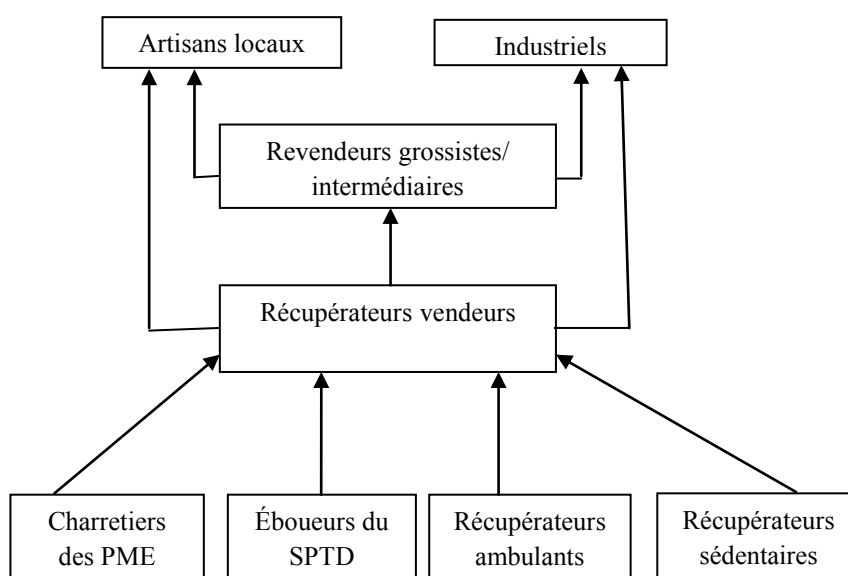 Artisans locaux
Industriels
Revendeurs grossistes/
intermédiaires
Récupérateurs vendeurs
Charretiers
des PME
Éboueurs du
SPTD
Récupérateurs
ambulants
Récupérateurs
sédentaires